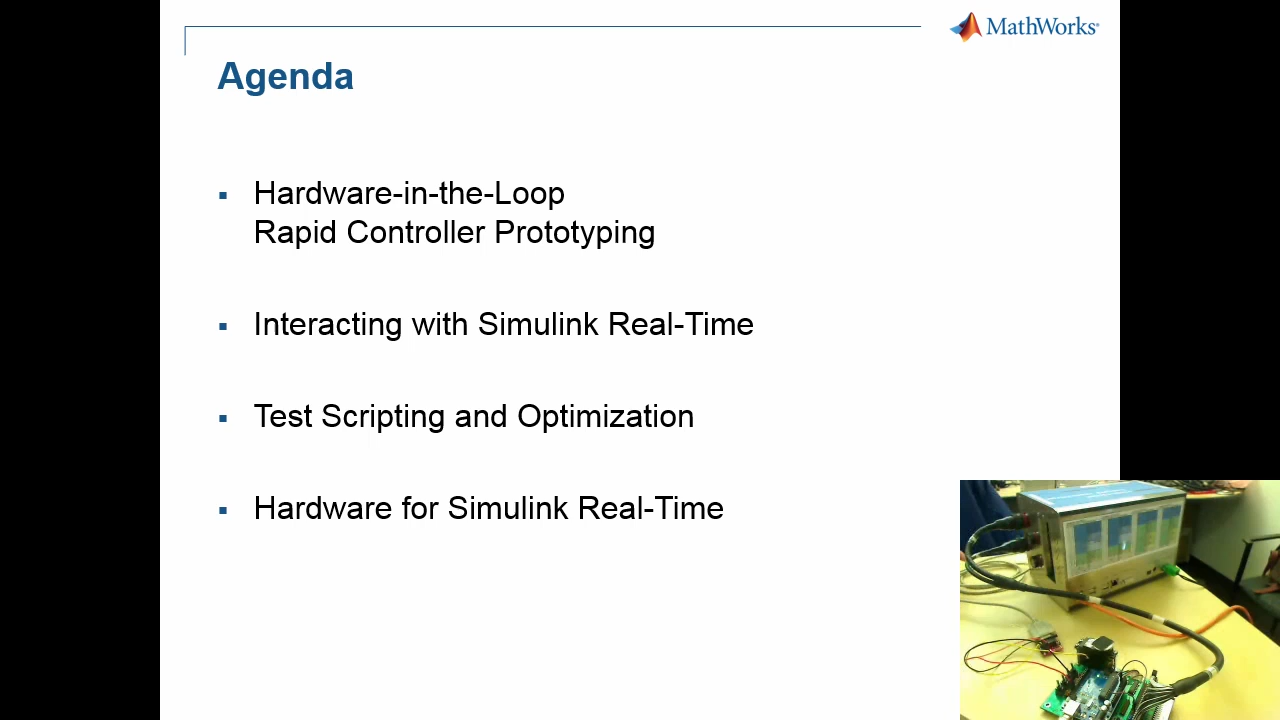 MathWorks®
Agenda
▪ Hardware-in-the-Loop
Rapid Controller Prototyping
▪ Interacting with Simulink Real-Time
▪ Test Scripting and Optimization
▪ Hardware for Simulink Real-Time